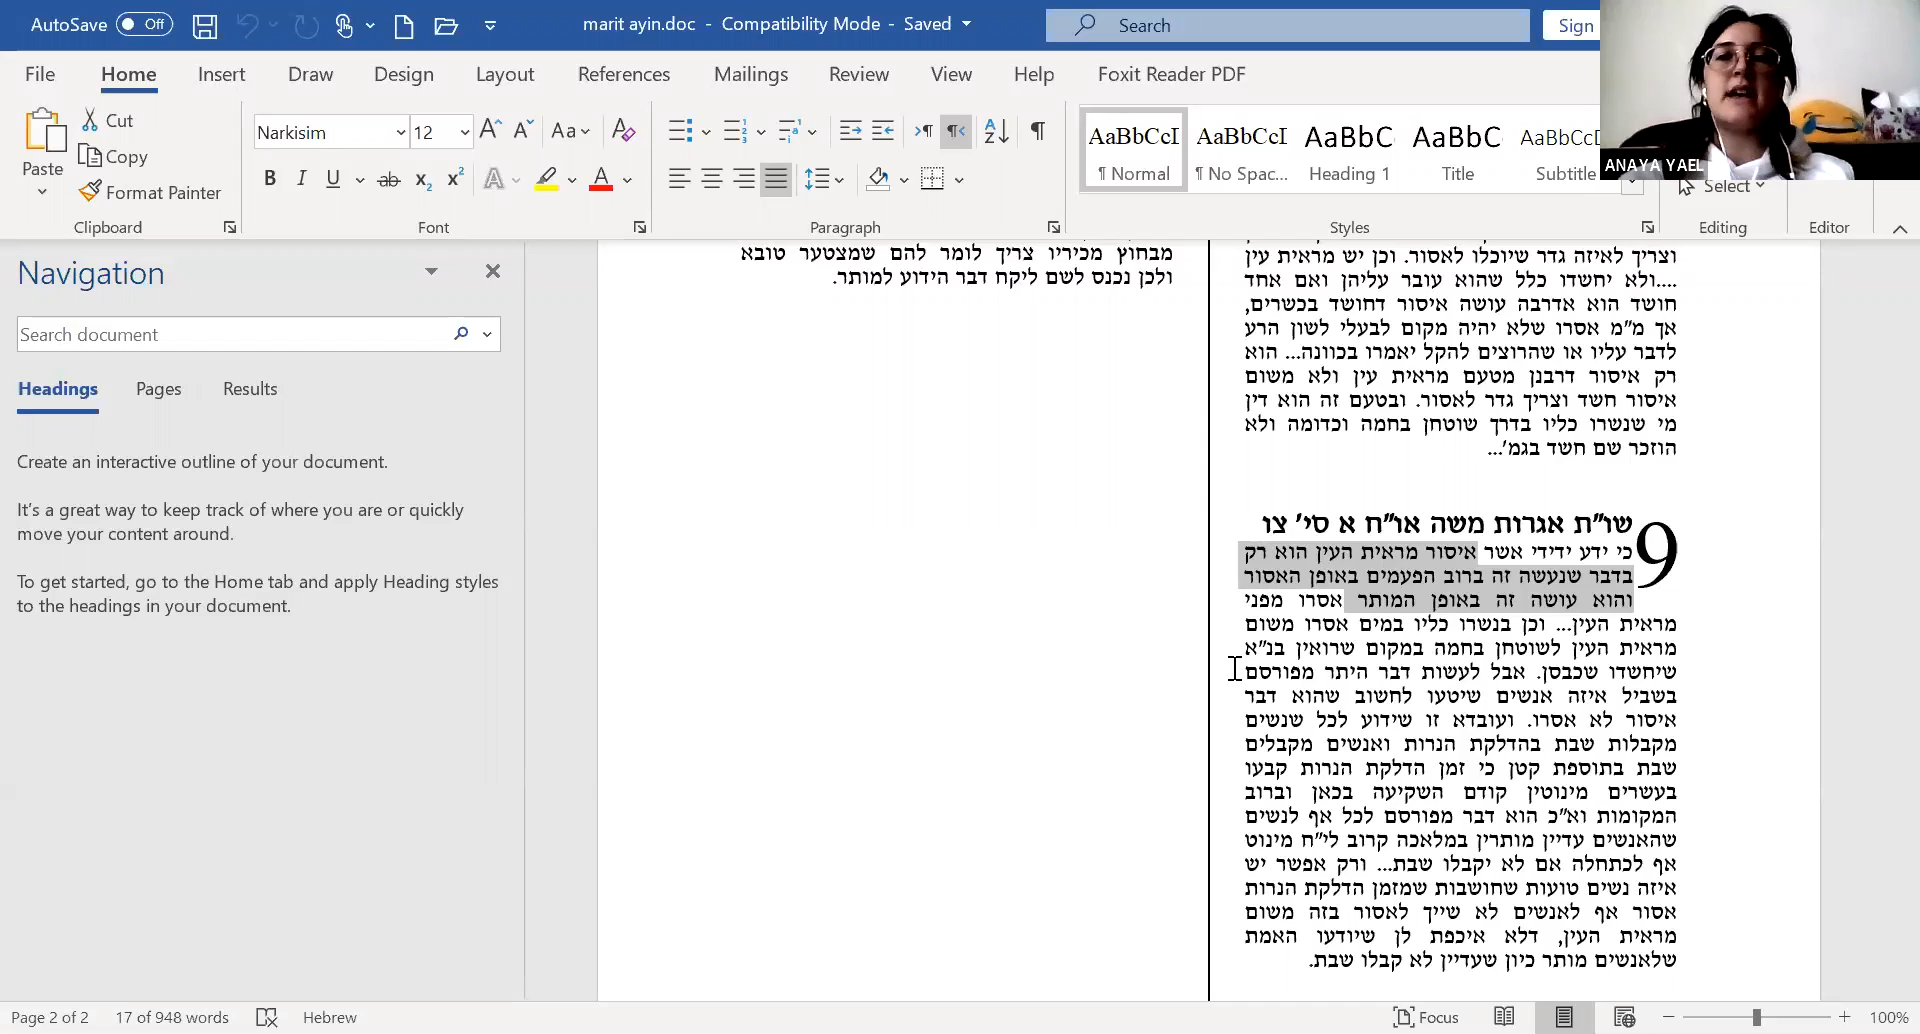 AutoSave Off marit ayin.doc - Compatibility Mode - Saved Search Sign
File Home Insert Draw Design Layout References Mailings Review View Help Foxit Reader PDF
Paste
Cut
Copy
Format Painter
Clipboard
Narkisim 12
Aa
B I U ab x₂ x² A A
Font
Paragraph
AaBbCcI AaBbCcI AaBbC AaBbC AaBbCcD
¶ Normal ¶ No Spac... Heading 1 Title Subtitle
Styles
Select
Editing
Editor
ANAYA YAEL
Navigation
Search document
Headings Pages Results
Create an interactive outline of your document.
It's a great way to keep track of where you are or quickly
move your content around.
To get started, go to the Home tab and apply Heading styles
to the headings in your document.
וצריך לאיזה גדר שיוכלו לאסור. וכן יש מראית עין
....ולא יחשדו כלל שהוא עובר עליהן ואם אחד
חושד הוא אדרבה עושה איסור דחושד בכשרים,
אך מ"מ אסרו שלא יהיה מקום לבעלי לשון הרע
לדבר עליו או שהרוצים להקל יאמרו בכוונה... הוא
רק איסור דרבנן מטעם מראית עין ולא משום
איסור חשד וצריך גדר לאסור. ובטעם זה הוא דין
מי שנשרו כליו בדרך שוטחן בחמה וכדומה ולא
הוזכר שם חשד בגמ'...
9
שו"ת אגרות משה או"ח א סי' צו
כי ידע ידידי אשר איסור מראית העין הוא רק
בדבר שנעשה זה ברוב הפעמים באופן האסור
והוא עושה זה באופן המותר אסרו מפני
מראית העין... וכן בנשרו כליו במים אסרו משום
מראית העין לשוטחן בחמה במקום שרואין בנ"א
שיחשדו שכבסן. אבל לעשות דבר היתר מפורסם
בשביל איזה אנשים שיטעו לחשוב שהוא דבר
איסור לא אסרו. ועובדא זו שידוע לכל שנשים
מקבלות שבת בהדלקת הנרות ואנשים מקבלים
שבת בתוספת קטן כי זמן הדלקת הנרות קבעו
בעשרים מינוטין קודם השקיעה בכאן וברוב
המקומות וא"כ הוא דבר מפורסם לכל אף לנשים
שהאנשים עדיין מותרין במלאכה קרוב לי"ח מינוט
אף לכתחלה אם לא יקבלו שבת... ורק אפשר יש
איזה נשים טועות שחושבות שמזמן הדלקת הנרות
אסור אף לאנשים לא שייך לאסור בזה משום
מראית העין, דלא איכפת לן שיודעו האמת
שלאנשים מותר כיון שעדיין לא קבלו שבת.
מבחוץ מכיריו צריך לומר להם שמצטער טובא
ולכן נכנס לשם ליקח דבר הידוע למותר.
Page 2 of 2 17 of 948 words Hebrew Focus 100%